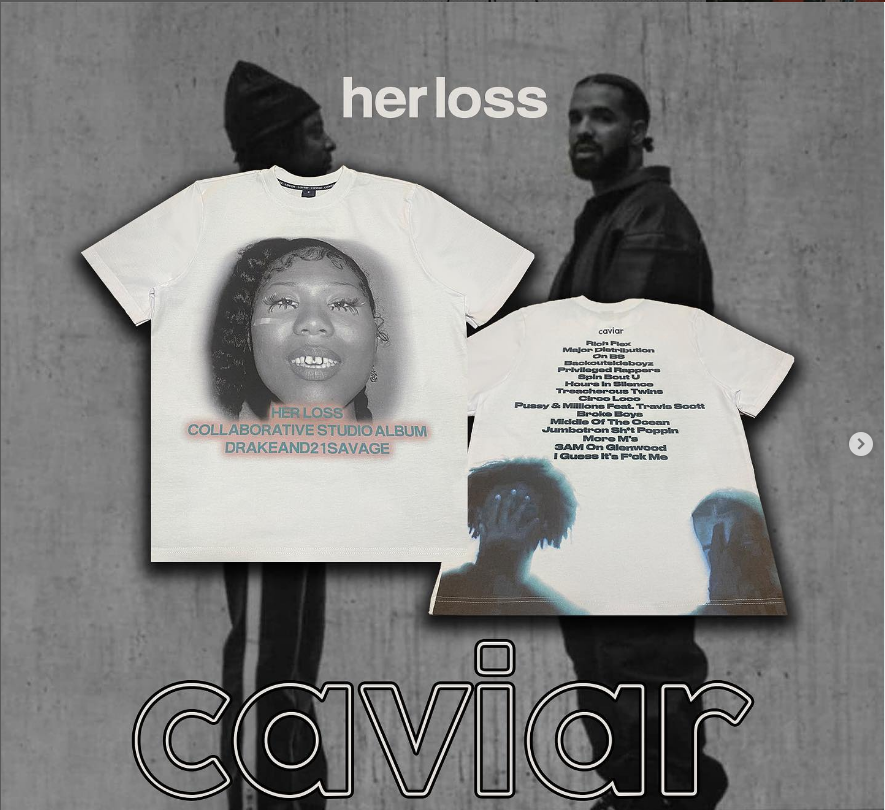 her loss
HER LOSS
COLLABORATIVE STUDIO ALBUM
DRAKEAND21SAVAGE
caviar
Rich Flex
Major Distribution
On BS
Backoutsideboyz
Privileged Rappers
Spin Bout U
Hours In Silence
Treacherous Twins
Circo Loco
Pussy & Millions Feat. Travis Scott
Broke Boys
Middle Of The Ocean
Jumbotron Sh*t Poppin
More M's
3AM On Glenwood
I Guess It's F*ck Me
caviar